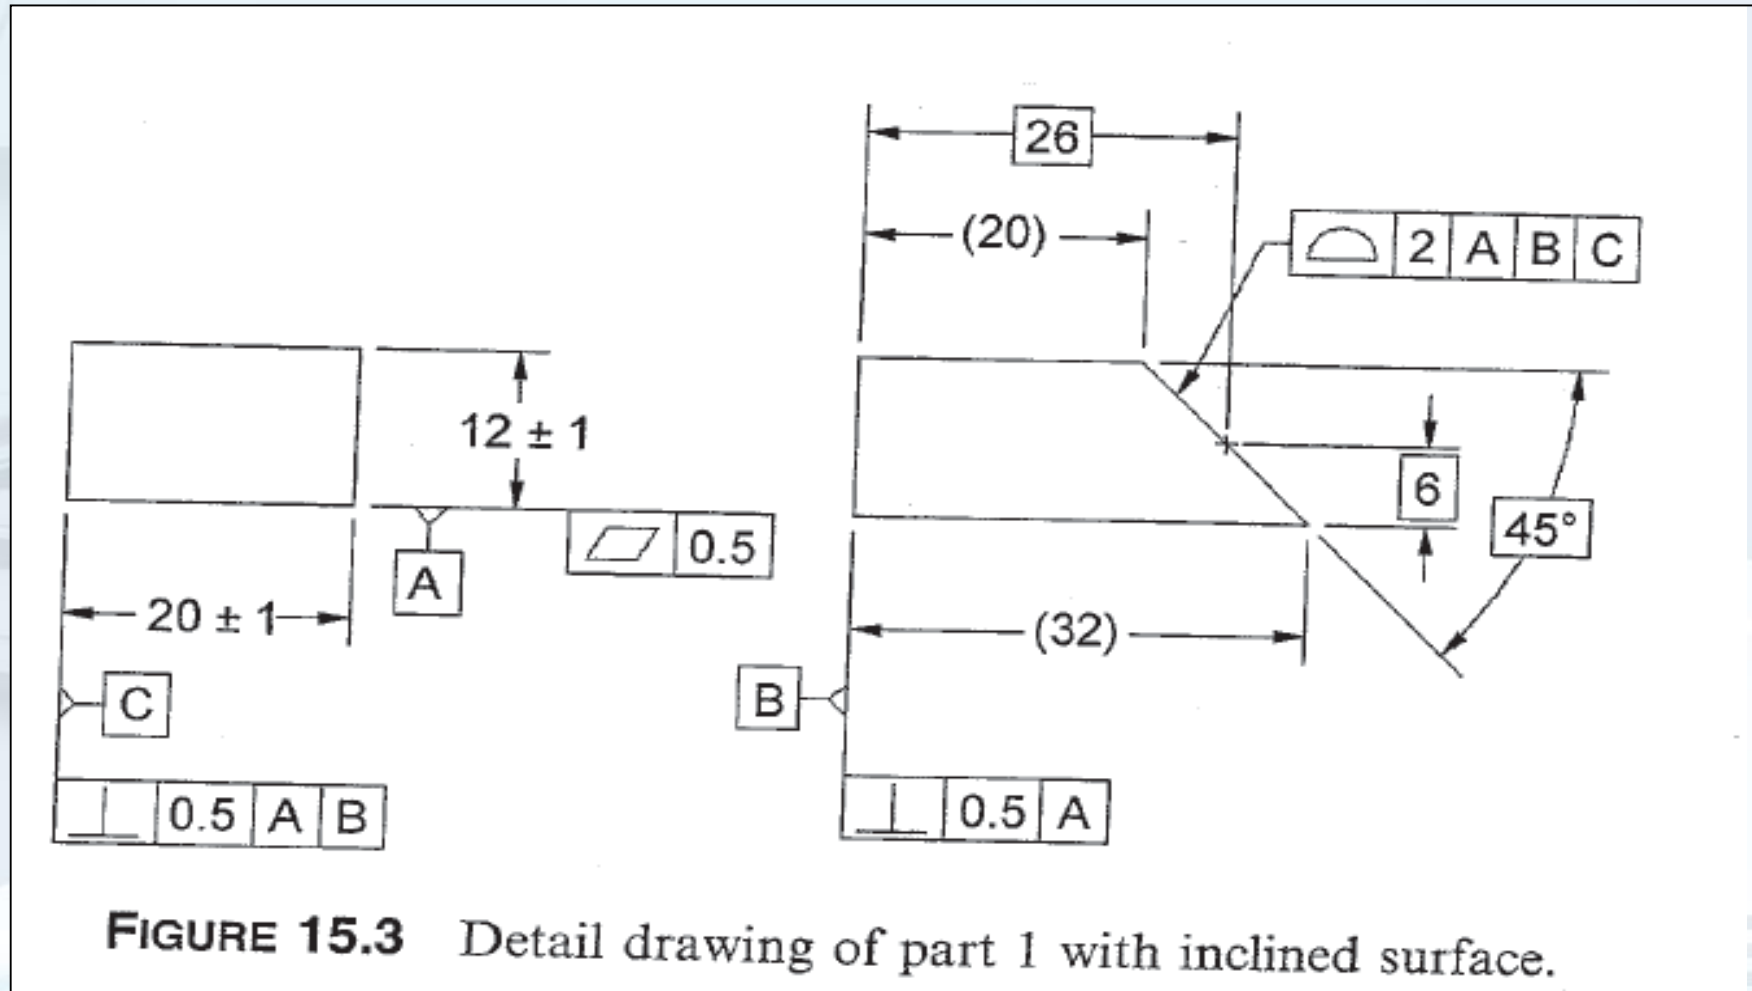 26
(20)
2 A B C
12 ± 1
6
45°
A
0.5
20 ± 1
(32)
C
B
0.5 A B
0.5 A
FIGURE 15.3 Detail drawing of part 1 with inclined surface.